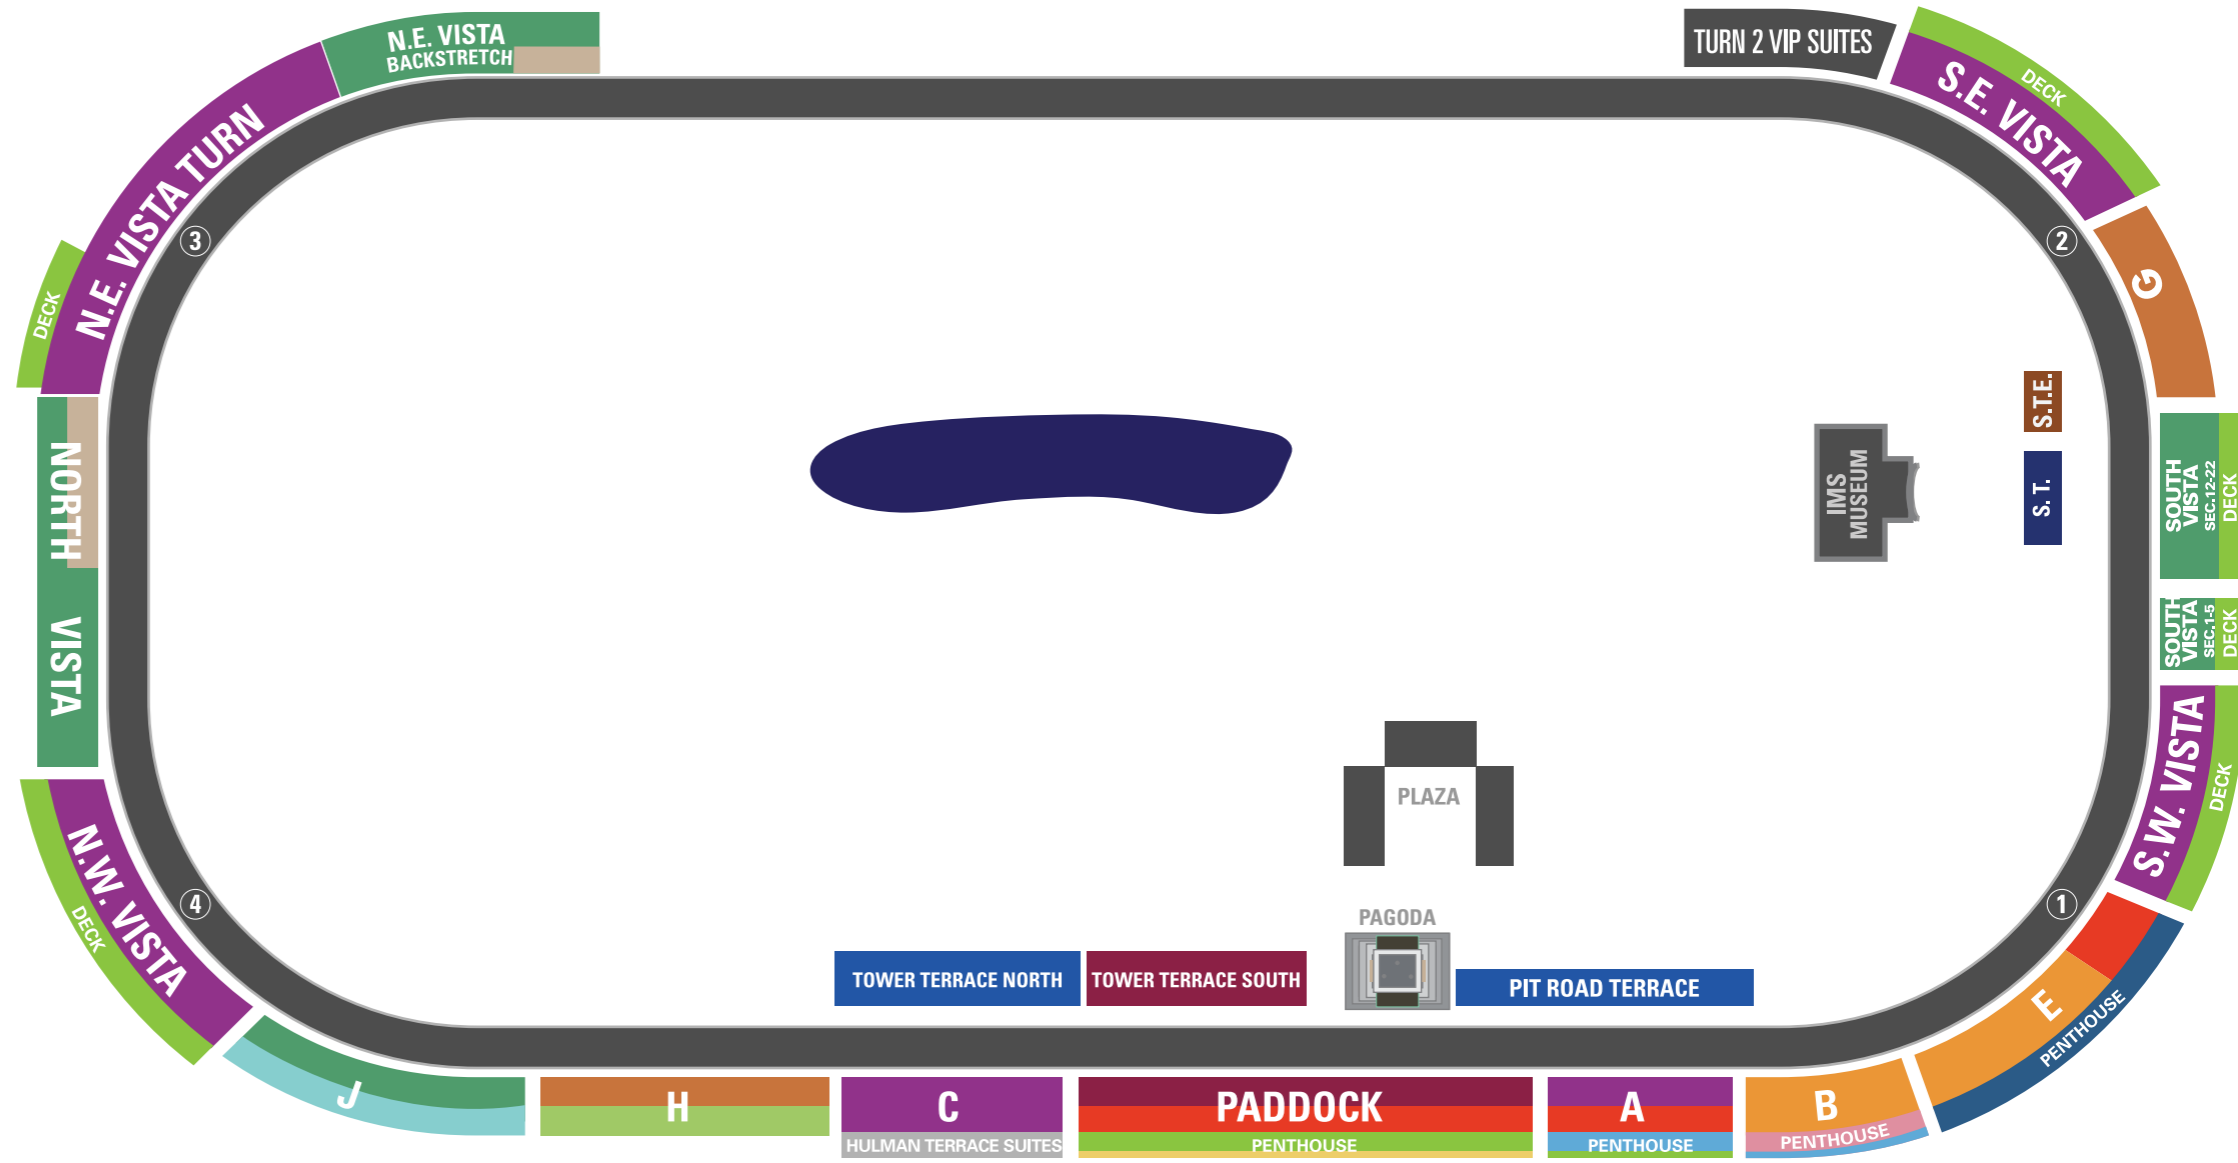 N.E. VISTA
BACKSTRETCH
TURN 2 VIP SUITES
DECK
S.E. VISTA
N.E. VISTA TURN
3
2
G
DECK
S.T.E.
S. T.
NORTH VISTA
IMS
MUSEUM
SOUTH
VISTA
SEC.12-22
DECK
SOUTH
VISTA
SEC.1-5
DECK
S.W. VISTA
DECK
PLAZA
N.W. VISTA
DECK
4
1
PAGODA
TOWER TERRACE NORTH
TOWER TERRACE SOUTH
PIT ROAD TERRACE
E
PENTHOUSE
J
H
C
HULMAN TERRACE SUITES
PADDOCK
PENTHOUSE
A
PENTHOUSE
B
PENTHOUSE